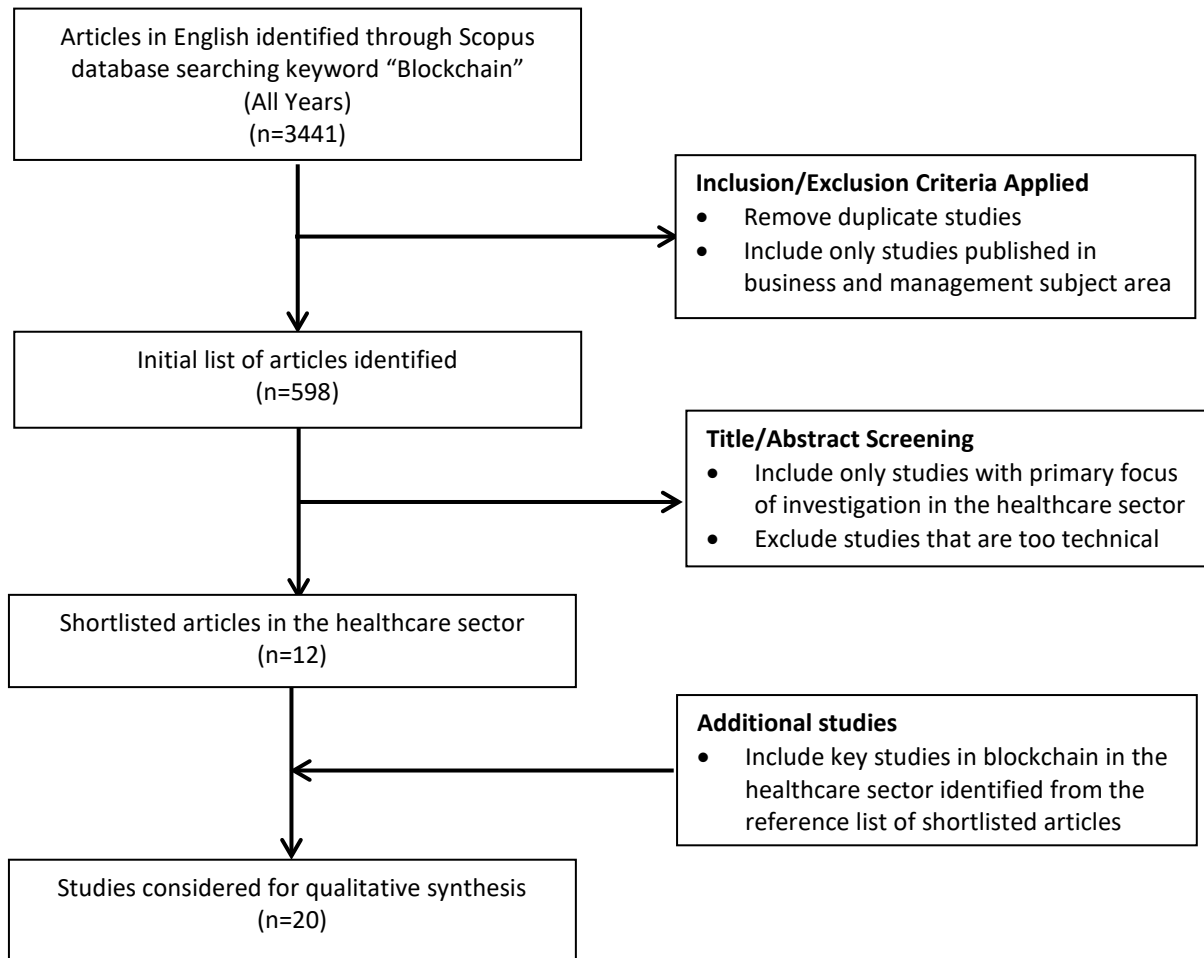 Articles in English identified through Scopus
database searching keyword “Blockchain”
(All Years)
(n=3441)
Inclusion/Exclusion Criteria Applied
• Remove duplicate studies
• Include only studies published in
business and management subject area
Initial list of articles identified
(n=598)
Title/Abstract Screening
• Include only studies with primary focus
of investigation in the healthcare sector
• Exclude studies that are too technical
Shortlisted articles in the healthcare sector
(n=12)
Additional studies
• Include key studies in blockchain in the
healthcare sector identified from the
reference list of shortlisted articles
Studies considered for qualitative synthesis
(n=20)